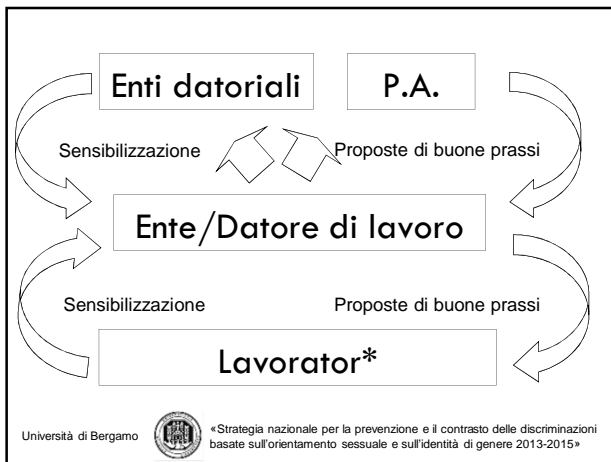 Enti datoriali
P.A.
Sensibilizzazione
Proposte di buone prassi
Ente/Datore di lavoro
Sensibilizzazione
Proposte di buone prassi
Lavorator*
Università di Bergamo
«Strategia nazionale per la prevenzione e il contrasto delle discriminazioni
basate sull'orientamento sessuale e sull'identità di genere 2013-2015»